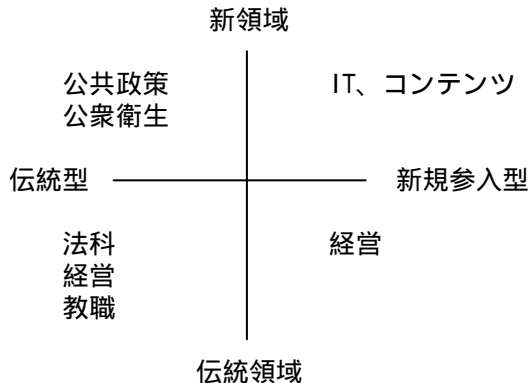 新領域
公共政策
公衆衛生
IT、コンテンツ
伝統型
新規参入型
法科
経営
教職
経営
伝統領域